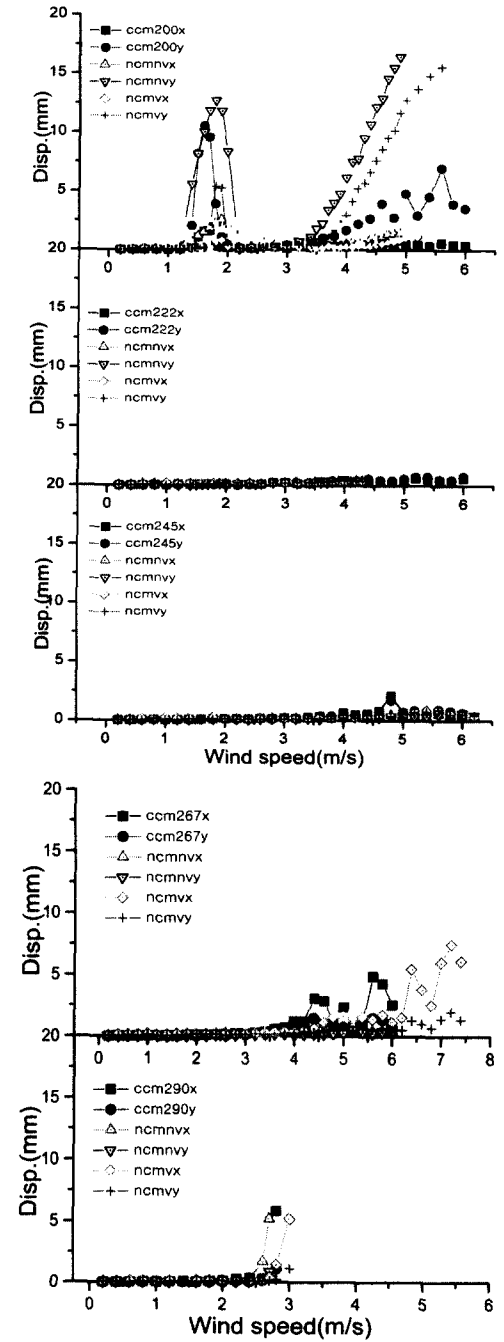 20
ccm200x
ccm200y
ncmnvx
ncmnvy
ncmvx
ncmvy
15
10
5
Disp.(mm)
20
0 1 2 3 4 5 6
ccm222x
ccm222y
ncmnvx
ncmnvy
ncmvx
ncmvy
15
10
5
Disp.(mm)
20
0 1 2 3 4 5 6
ccm245x
ccm245y
ncmnvx
ncmnvy
ncmvx
ncmvy
15
10
5
0
Disp.(mm)
0 1 2 3 4 5 6
Wind speed(m/s)
20
ccm267x
ccm267y
ncmnvx
ncmnvy
ncmvx
ncmvy
15
10
5
Disp.(mm)
20
0 1 2 3 4 5 6 7 8
ccm290x
ccm290y
ncmnvx
ncmnvy
ncmvx
ncmvy
15
10
5
0
Disp.(mm)
0 1 2 3 4 5 6
Wind speed(m/s)